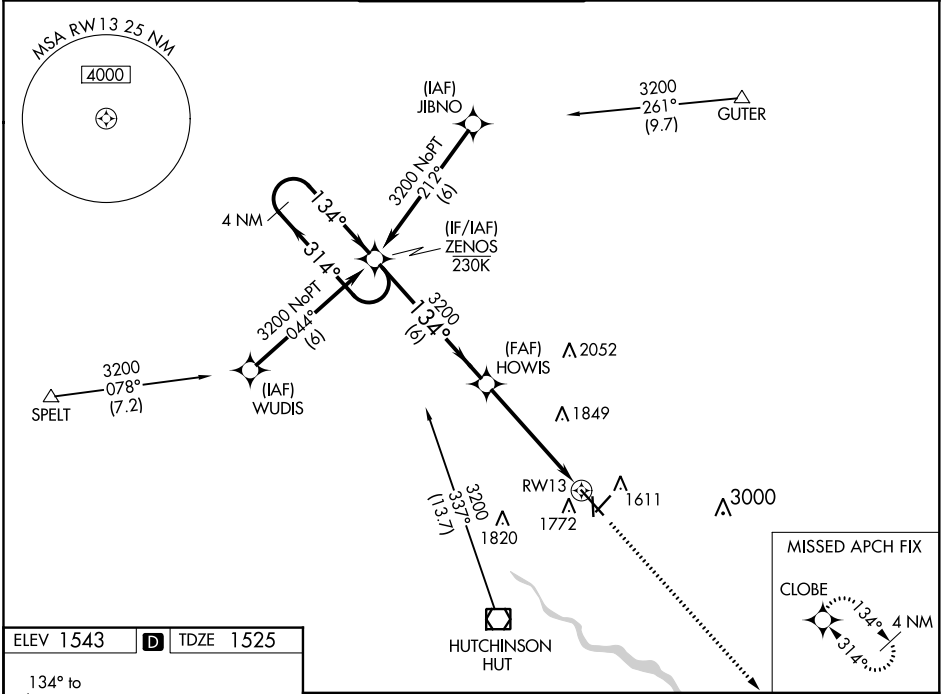 MSA RW13 25 NM
4000
(IAF)
JIBNO
3200
261°
(9.7)
GUTER
3200 NoPT
212°
(6)
4 NM
134°
314°
(IF/IAF)
ZENOS
230K
3200 NoPT
044°
(6)
3200
134°
(6)
(FAF)
HOWIS
2052
3200
078°
(7.2)
SPELT
(IAF)
WUDIS
1849
RW13
1611
3000
1772
1820
3200
337°
(13.7)
HUTCHINSON
HUT
MISSED APCH FIX
CLOBE
134°
314°
4 NM
ELEV 1543 D TDZE 1525
134° to